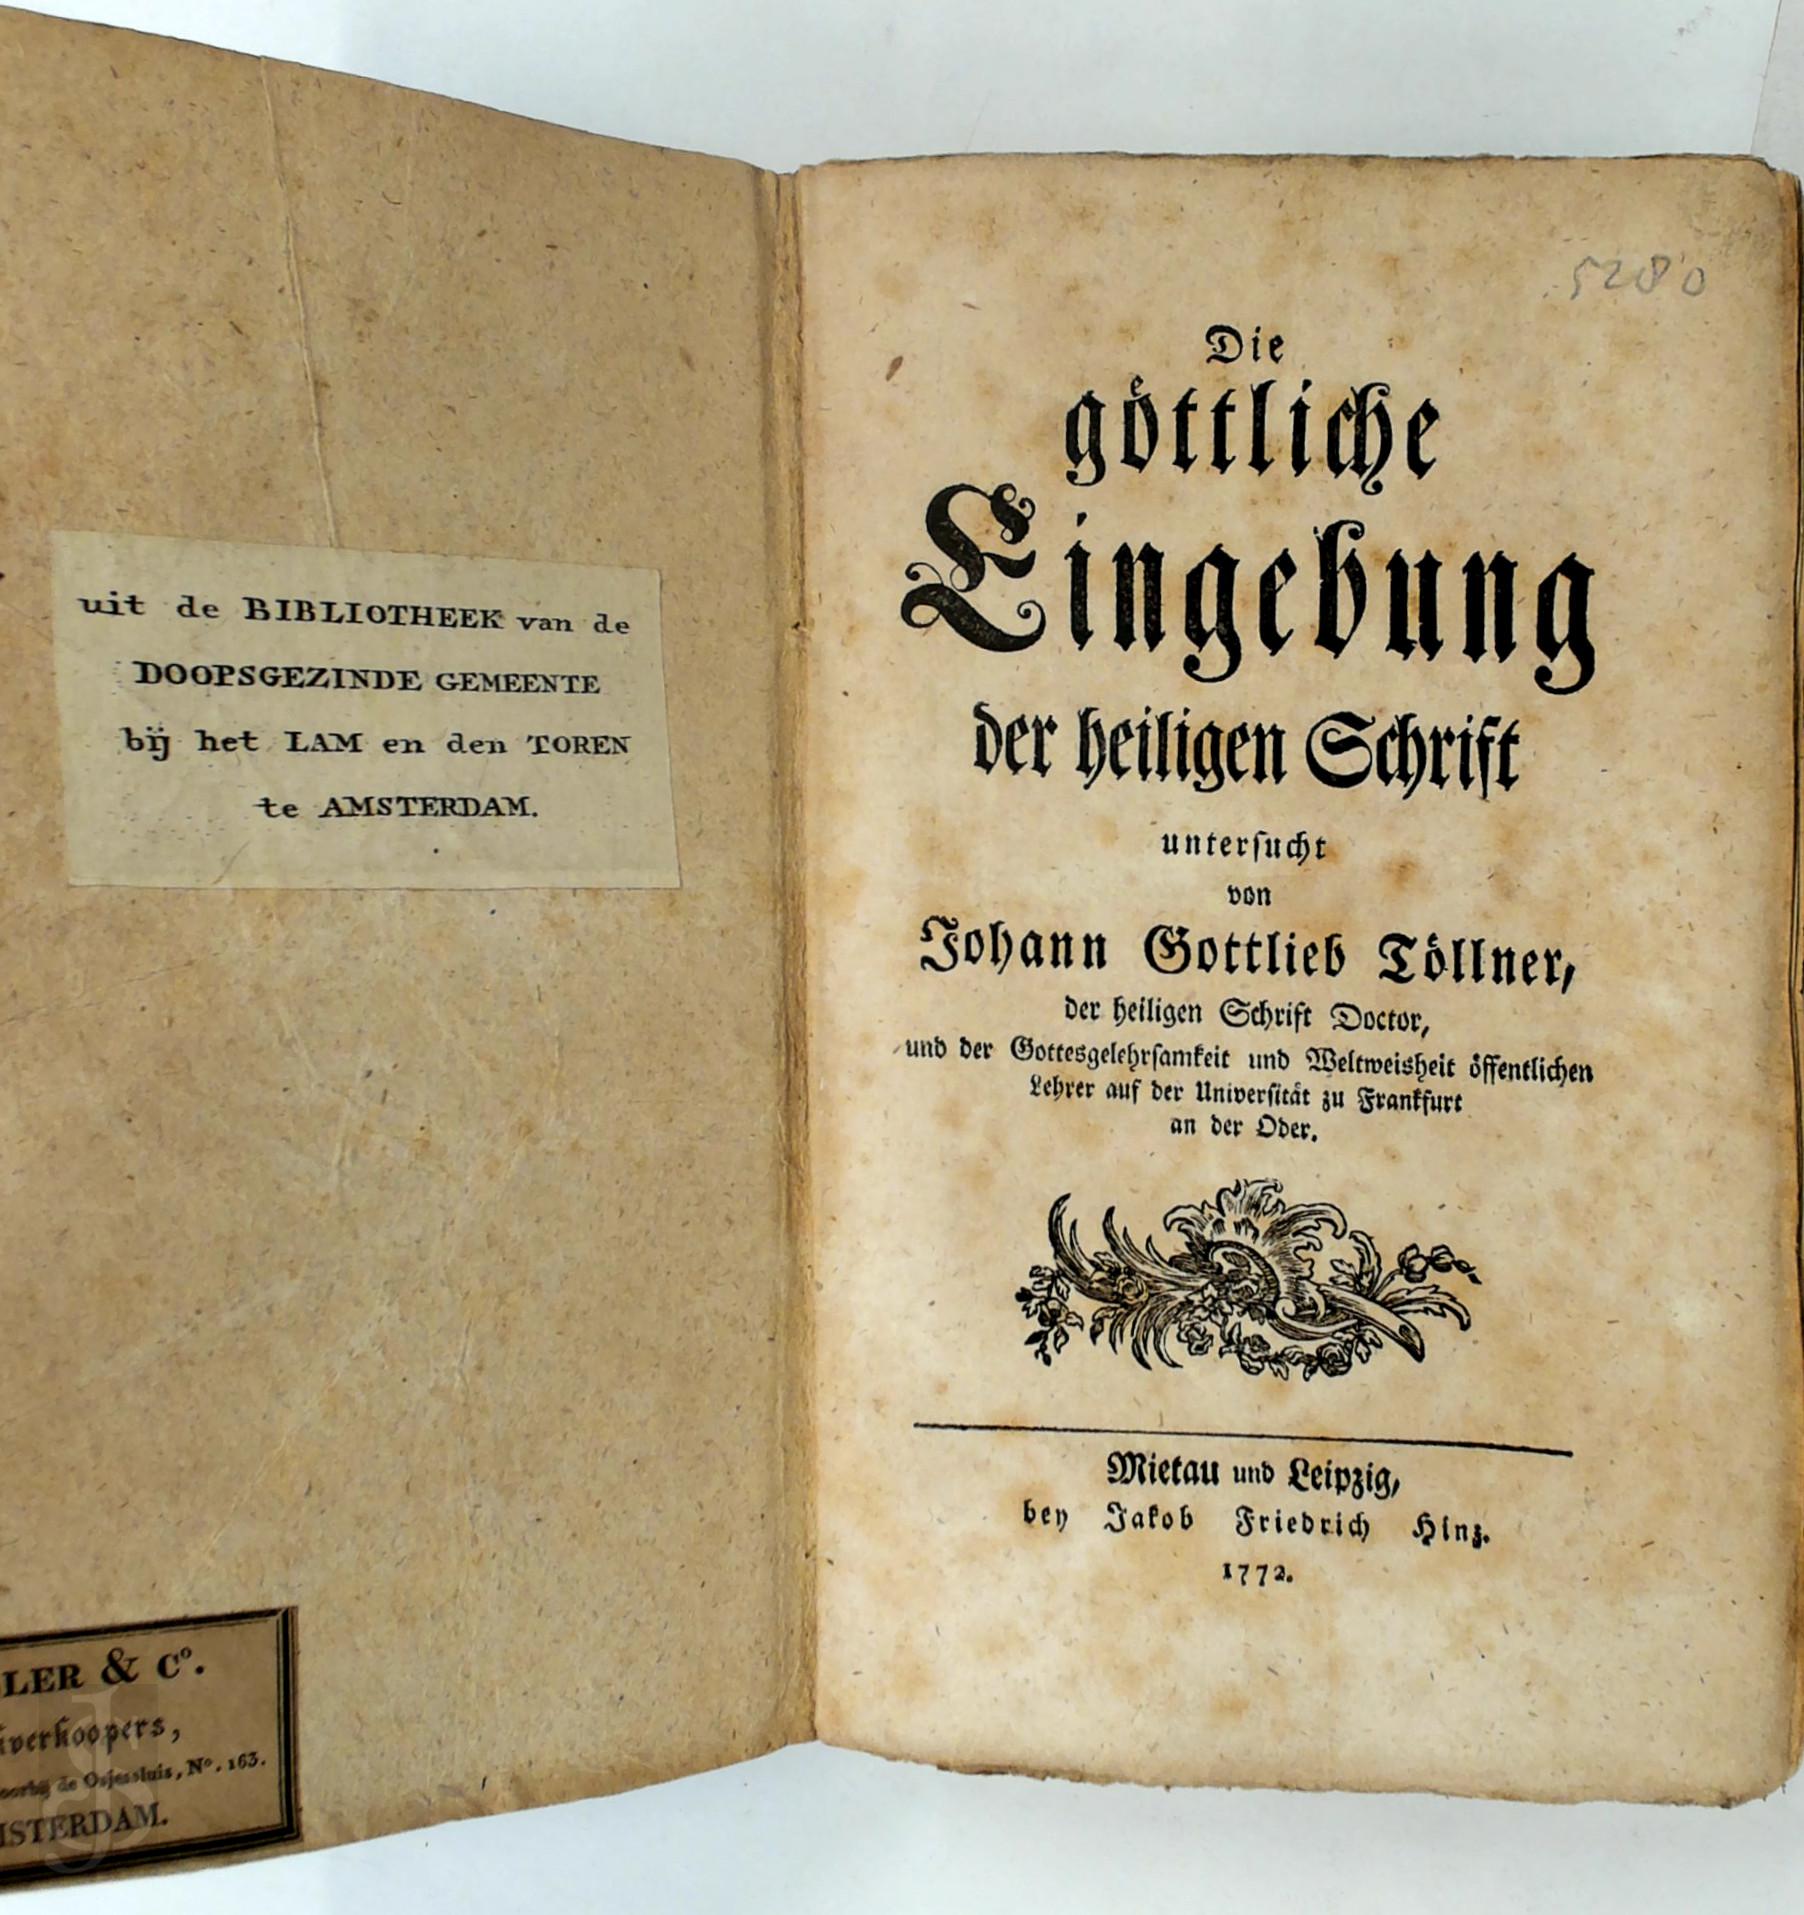 uit de BIBLIOTHEEK van de
DOOPSGEZINDE GEMEENTE
bij het LAM en den TOREN
te AMSTERDAM.
LER & Co.
verkoopers,
de Osjessluis, No. 163.
MSTERDAM.
5280
Die
göttliche
Eingebung
der heiligen Schrift
unterſucht
von
Johann Gottlieb Töllner,
der heiligen Schrift Doctor,
und der Gottesgelehrſamkeit und Weltweisheit öffentlichen
Lehrer auf der Univerſität zu Frankfurt
an der Oder.
Mietau und Leipzig,
bey Jakob Friedrich Hinz.
1772.